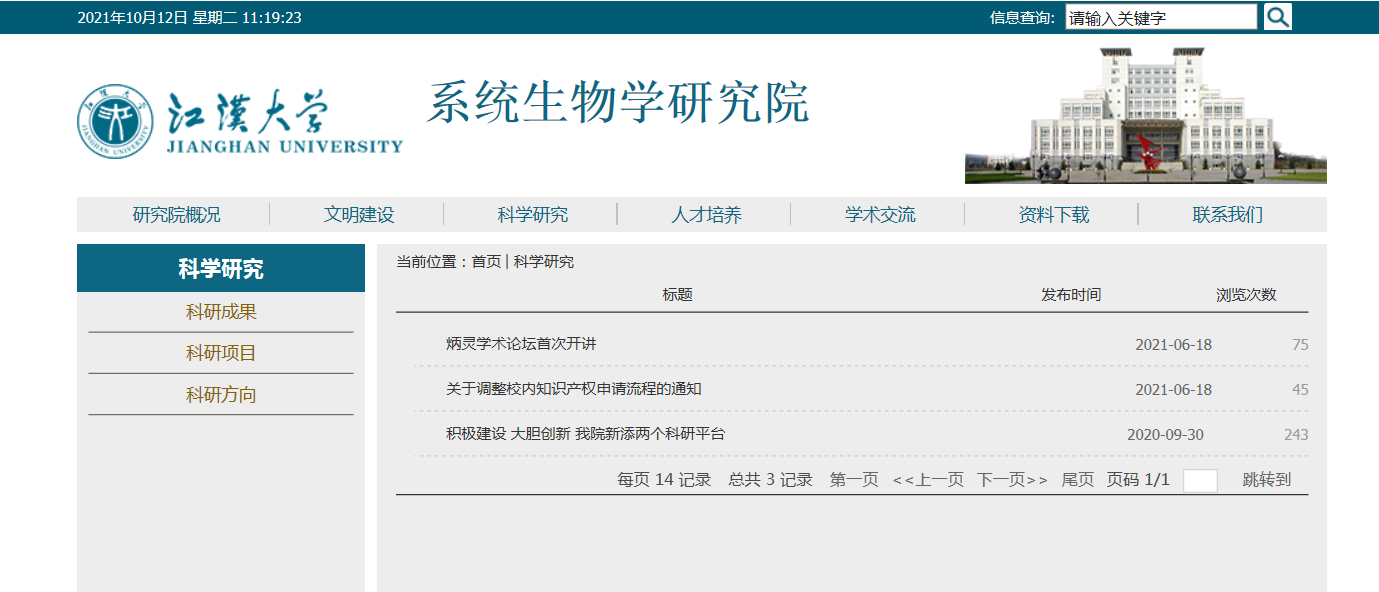 2021年10月12日 星期二 11:19:23 信息查询: 请输入关键字
江漢大学
JIANGHAN UNIVERSITY
系统生物学研究院
研究院概况 文明建设 科学研究 人才培养 学术交流 资料下载 联系我们
科学研究
科研成果
科研项目
科研方向
当前位置：首页 | 科学研究
标题 发布时间 浏览次数
炳灵学术论坛首次开讲 2021-06-18 75
关于调整校内知识产权申请流程的通知 2021-06-18 45
积极建设 大胆创新 我院新添两个科研平台 2020-09-30 243
每页 14 记录 总共 3 记录 第一页 <<上一页 下一页>> 尾页 页码 1/1 跳转到